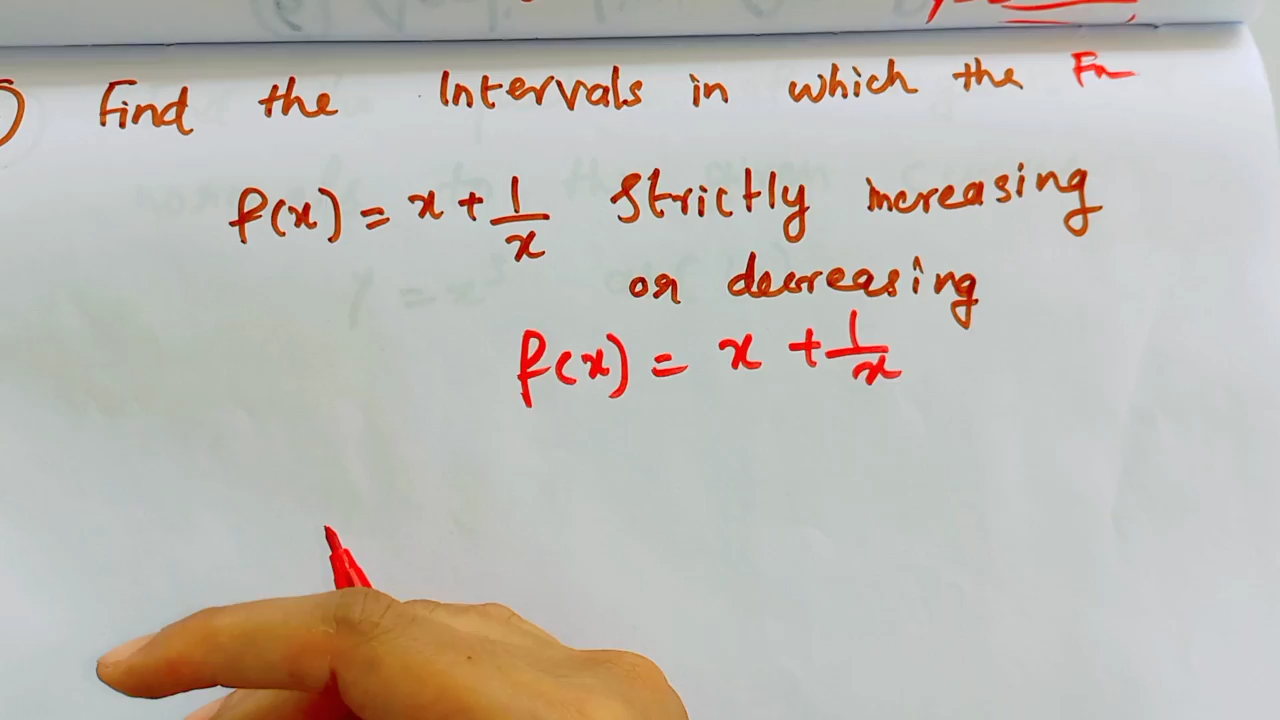 ) Find the Intervals in which the Fn
f(x) = x + 1/x Strictly increasing
or decreasing
f(x) = x + 1/x